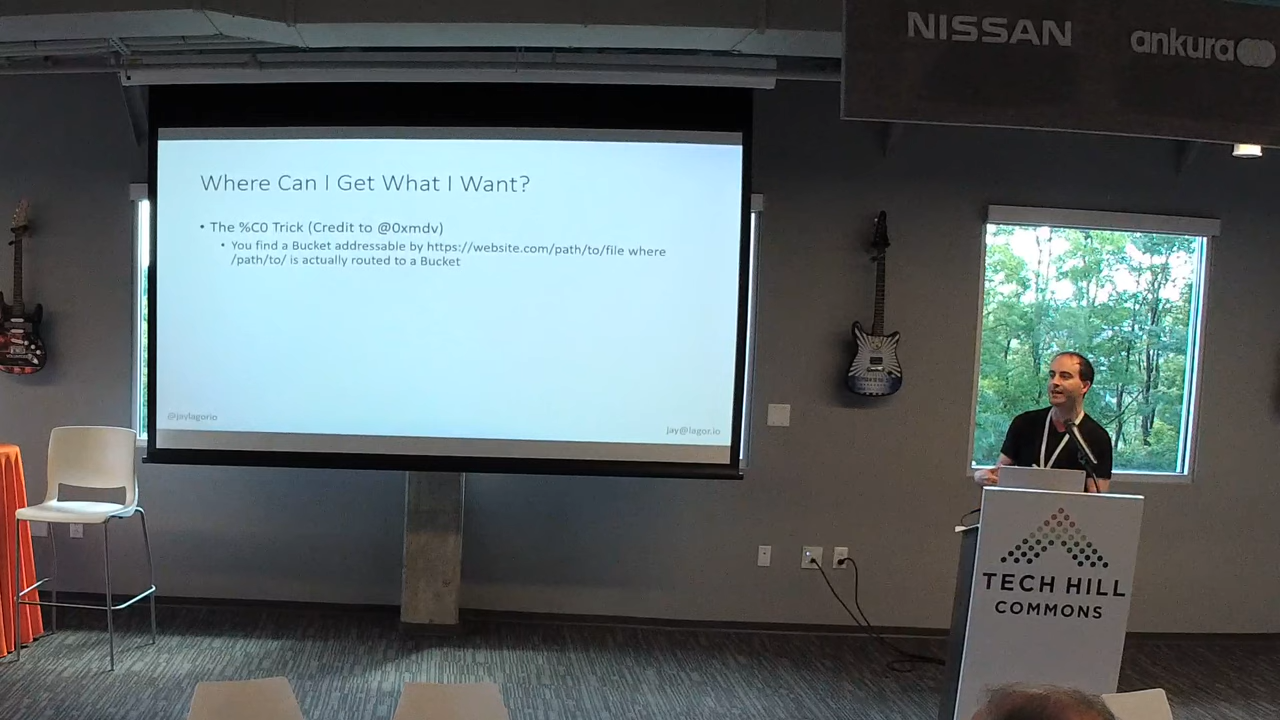 NISSAN
ankura
Where Can I Get What I Want?
• The %C0 Trick (Credit to @0xmdv)
• You find a Bucket addressable by https://website.com/path/to/file where
/path/to/ is actually routed to a Bucket
@jaylagorio
jay@lagor.io
TECH HILL
COMMONS